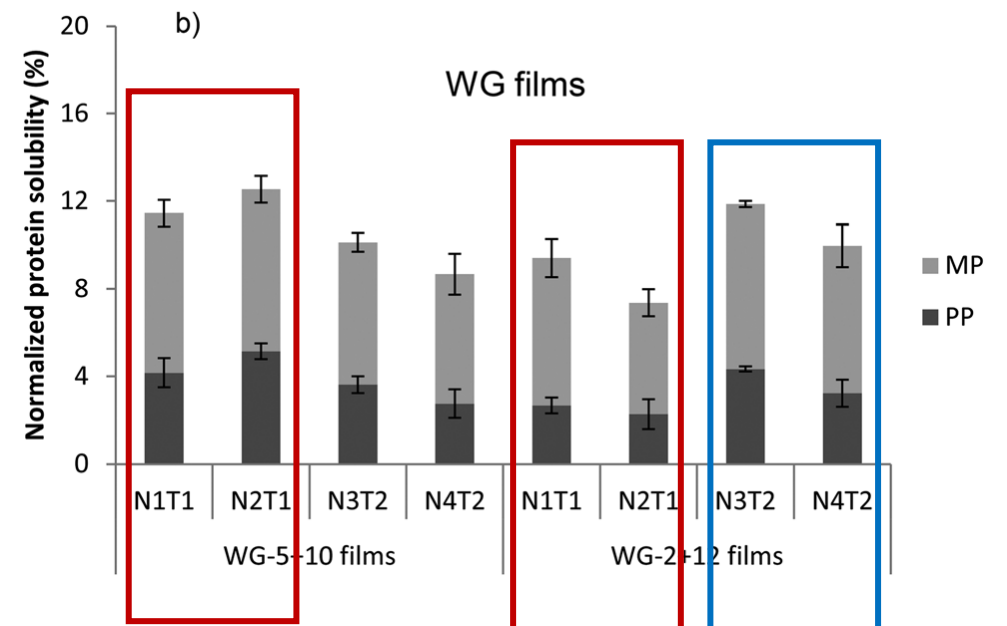 b)
WG films
Normalized protein solubility (%)
20
16
12
8
4
0
MP
PP
N1T1 N2T1 N3T2 N4T2 N1T1 N2T1 N3T2 N4T2
WG-5+10 films WG-2+12 films